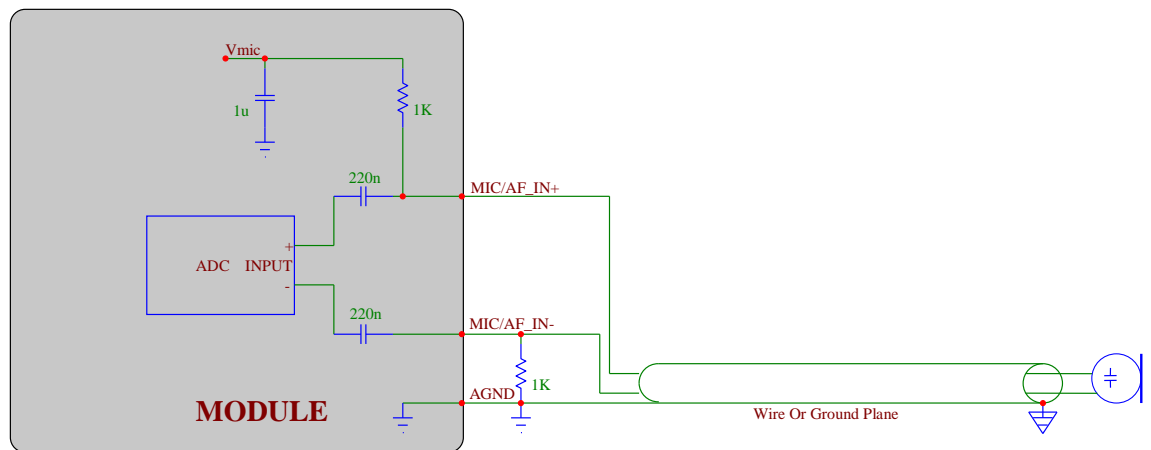 Vmic
1u
1K
220n
MIC/AF_IN+
+
ADC INPUT
-
220n
MIC/AF_IN-
1K
AGND
MODULE
Wire Or Ground Plane